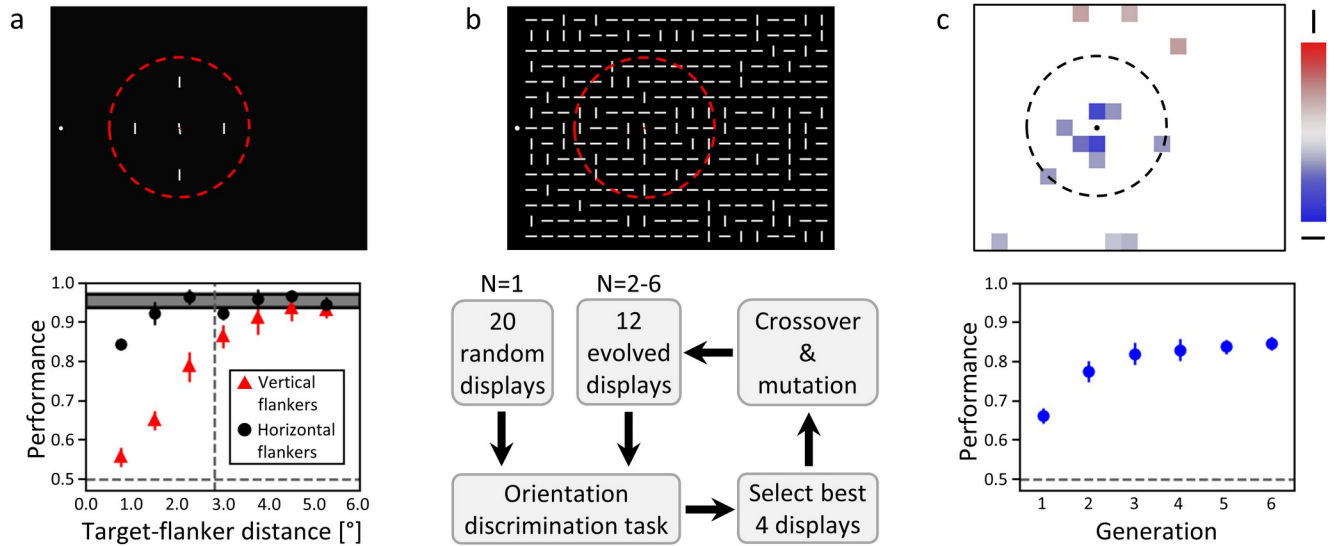 a
b
c
1.0
0.9
0.8
0.7
0.6
0.5
0.0 1.0 2.0 3.0 4.0 5.0 6.0
Performance
Target-flanker distance [°]
Vertical
flankers
Horizontal
flankers
N=1
N=2-6
20
random
displays
12
evolved
displays
Crossover
&
mutation
Orientation
discrimination task
Select best
4 displays
1.0
0.9
0.8
0.7
0.6
0.5
1 2 3 4 5 6
Performance
Generation